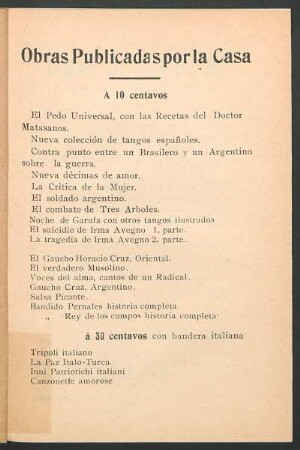 Obras Publicadas por la Casa
A 10 centavos
El Pedo Universal, con las Recetas del Doctor
Matasanos.
Nueva colección de tangos españoles.
Contra punto entre un Brasilero y un Argentino
sobre la guerra.
Nueva décimas de amor.
La Crítica de la Mujer.
El soldado argentino.
El combate de Tres Arboles.
Noche de Garufa con otros tangos ilustrados
El suicidio de Irma Avegno 1. parte.
La tragedia de Irma Avegno 2. parte.
El Gaucho Horacio Cruz, Oriental.
El verdadero Musolino.
Voces del alma, cantos de un Radical.
Gaucho Cruz, Argentino.
Salsa Picante.
Bandido Pernales historia completa
„ Rey de los compos historia completa
á 30 centavos con bandera italiana
Tripoli italiano
La Paz Italo-Turca.
Inni Patriotichi italiani
Canzonette amorose